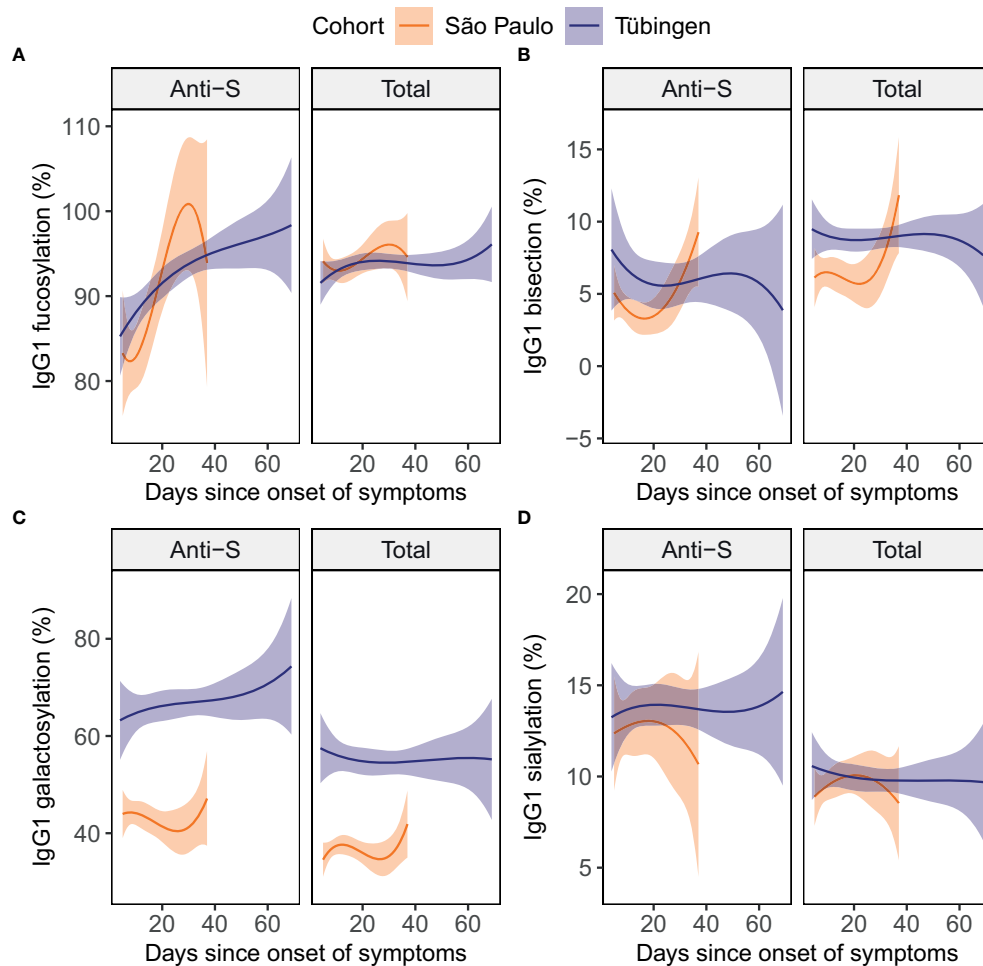 Cohort São Paulo Tübingen
A
Anti−S Total
IgG1 fucosylation (%)
110
100
90
80
20 40 60 20 40 60
Days since onset of symptoms
B
Anti−S Total
IgG1 bisection (%)
15
10
5
0
−5
20 40 60 20 40 60
Days since onset of symptoms
C
Anti−S Total
IgG1 galactosylation (%)
80
60
40
20 40 60 20 40 60
Days since onset of symptoms
D
Anti−S Total
IgG1 sialylation (%)
20
15
10
5
20 40 60 20 40 60
Days since onset of symptoms